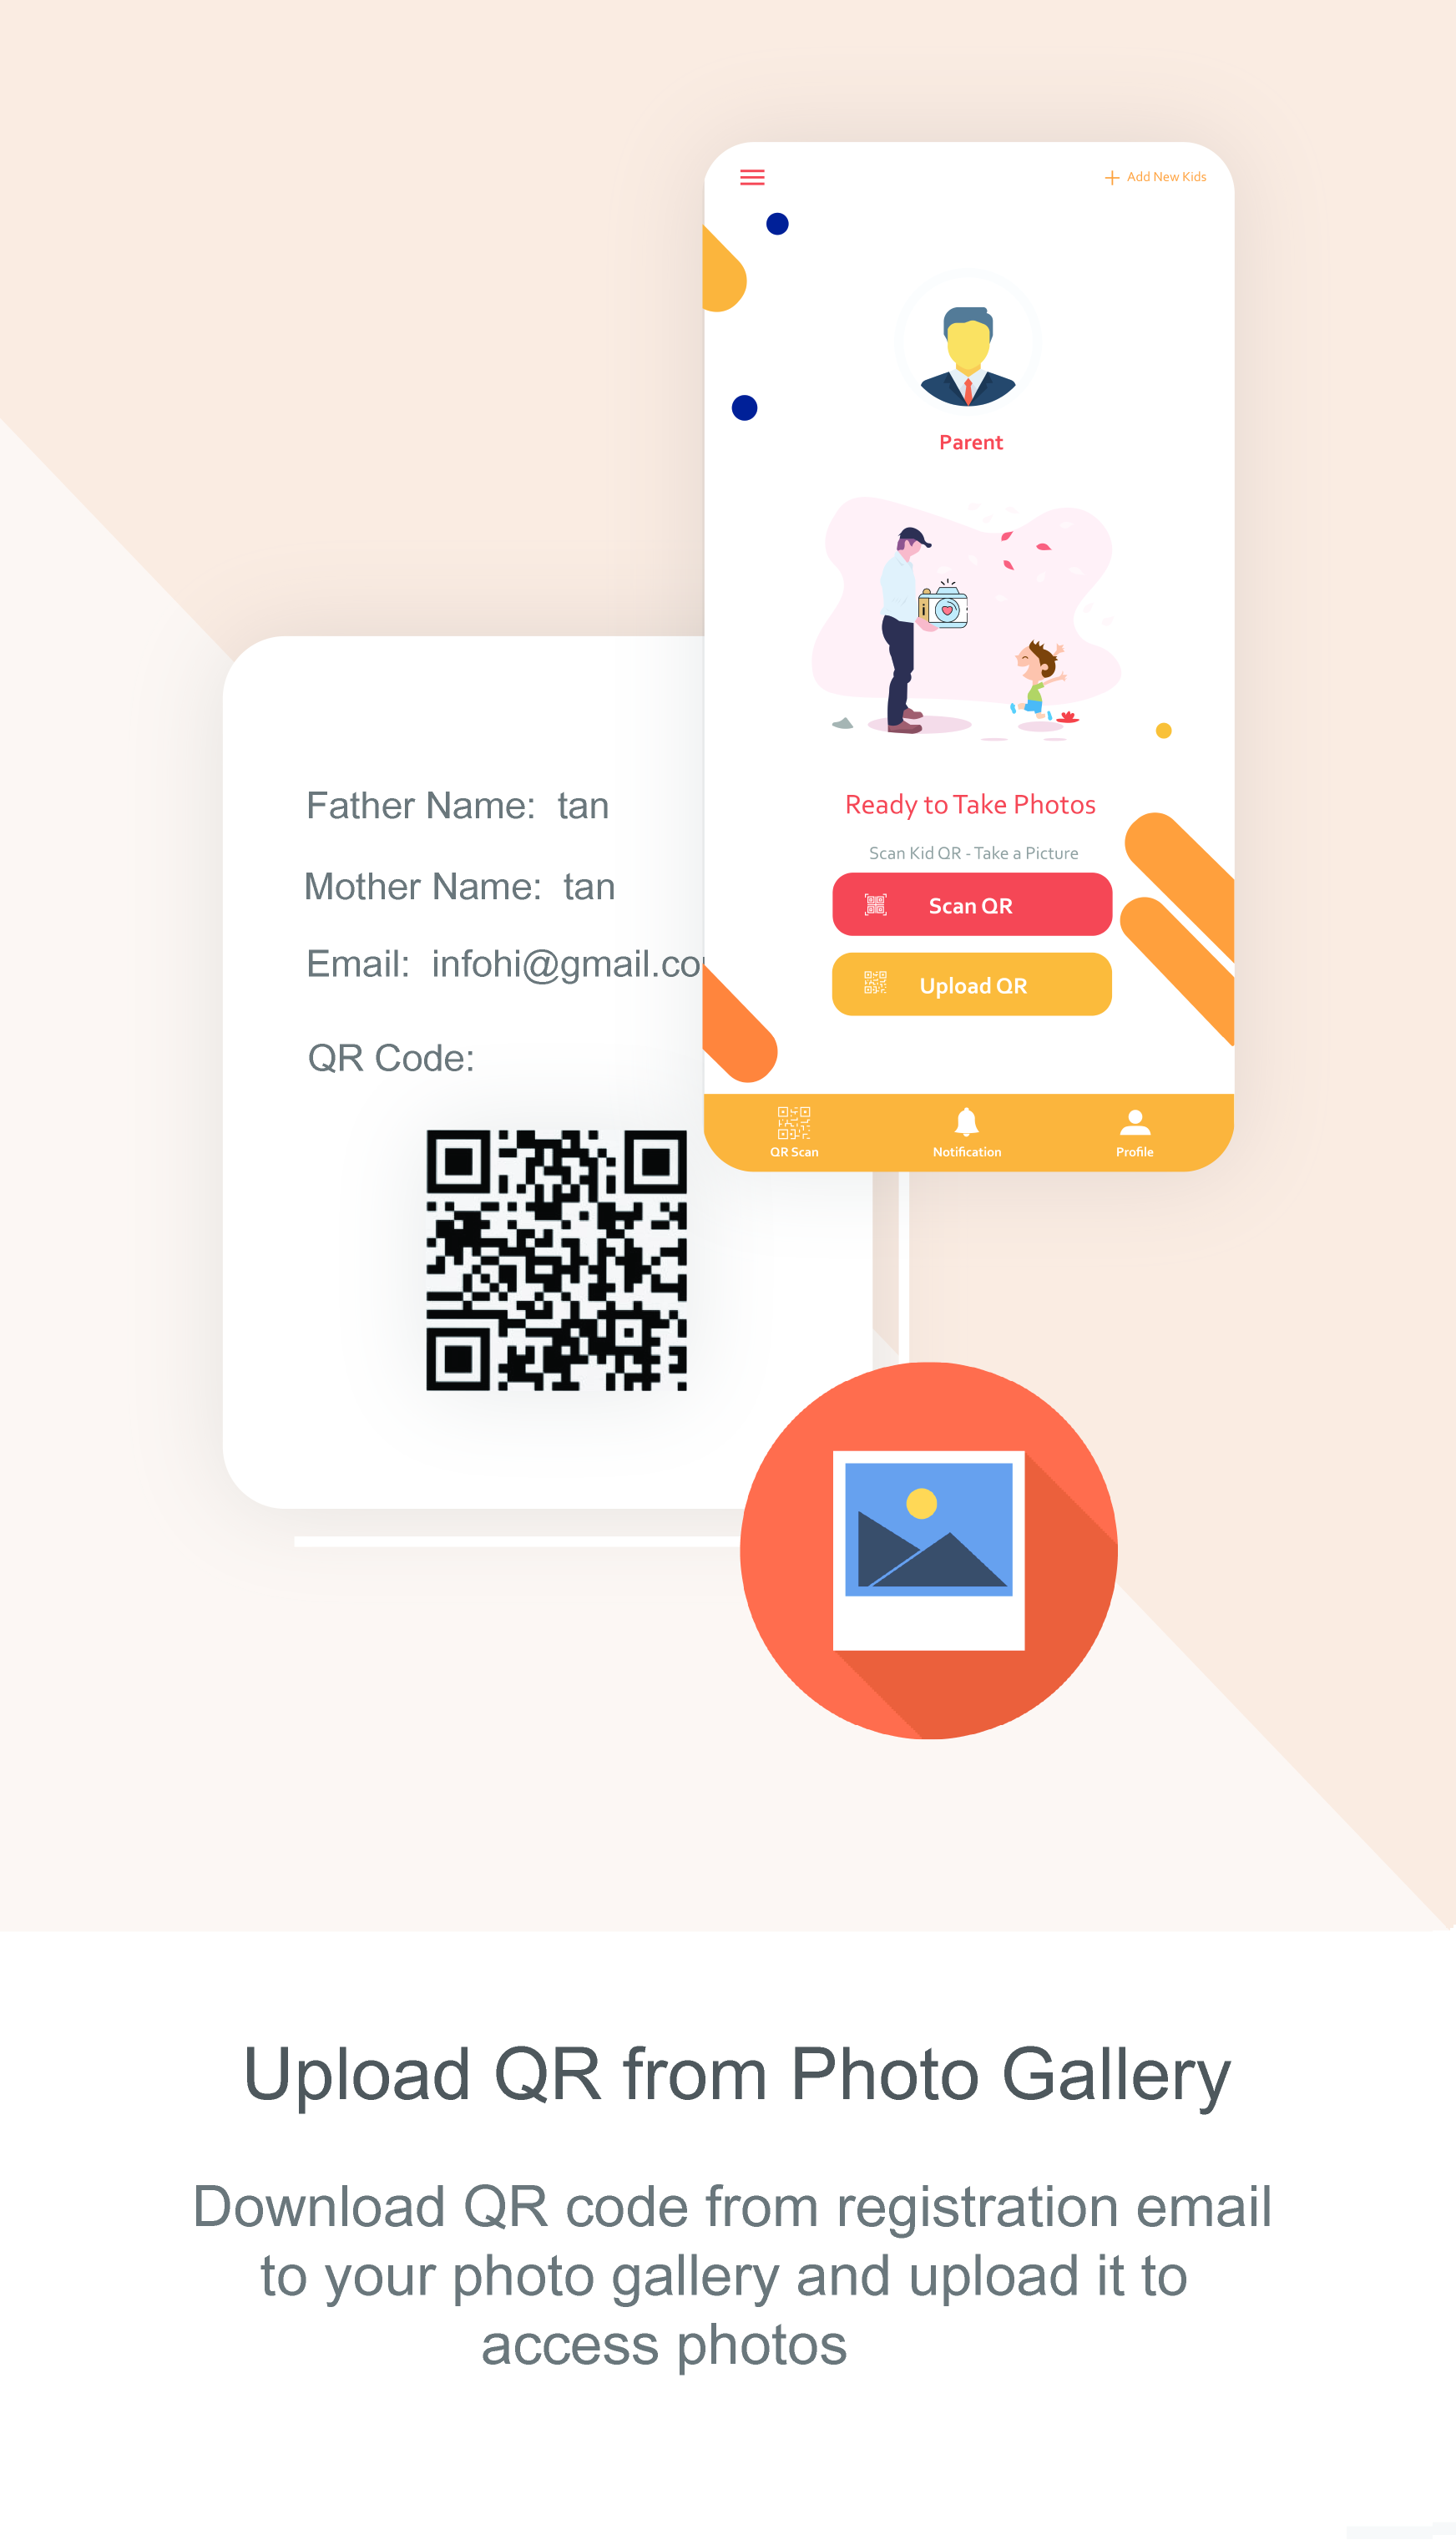 Add New Kids
Parent
Ready to Take Photos
Scan Kid QR - Take a Picture
Scan QR
Upload QR
QR Scan
Notification
Profile
Father Name: tan
Mother Name: tan
Email: infohi@gmail.co
QR Code:
Upload QR from Photo Gallery
Download QR code from registration email
to your photo gallery and upload it to
access photos